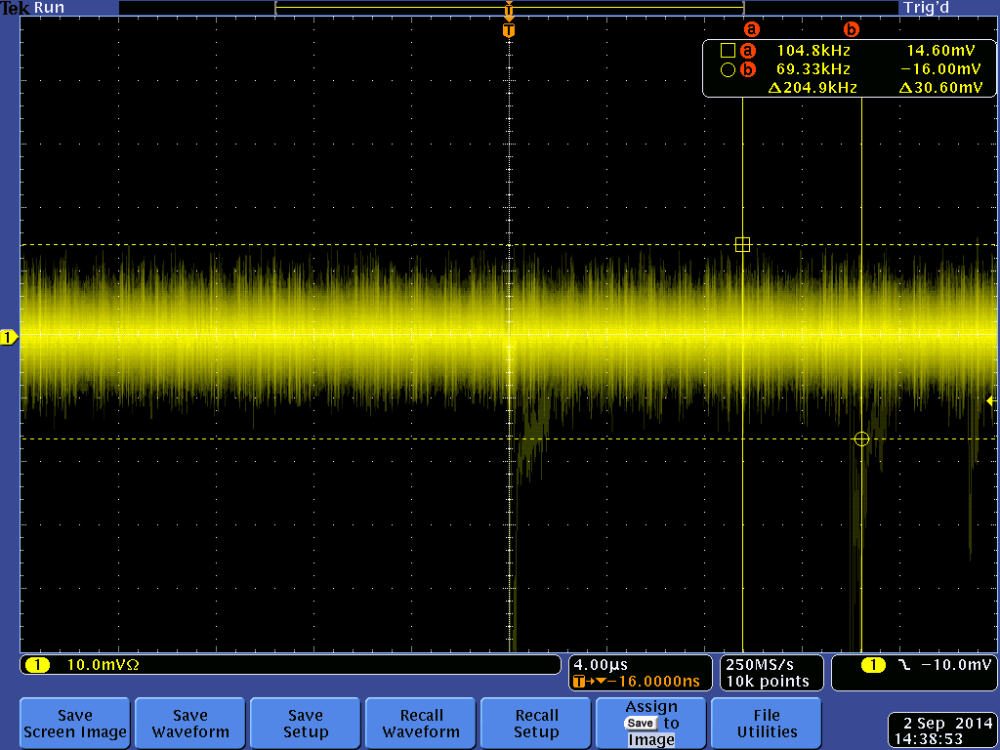 Tek Run Trig'd
T
T
a b
a 104.8kHz 14.60mV
b 69.33kHz −16.00mV
Δ204.9kHz Δ30.60mV
1
1 10.0mVΩ
4.00µs
T→▼−16.0000ns
250MS/s
10k points
1 −10.0mV
Save
Screen Image
Save
Waveform
Save
Setup
Recall
Waveform
Recall
Setup
Assign
Save to
Image
File
Utilities
2 Sep 2014
14:38:53